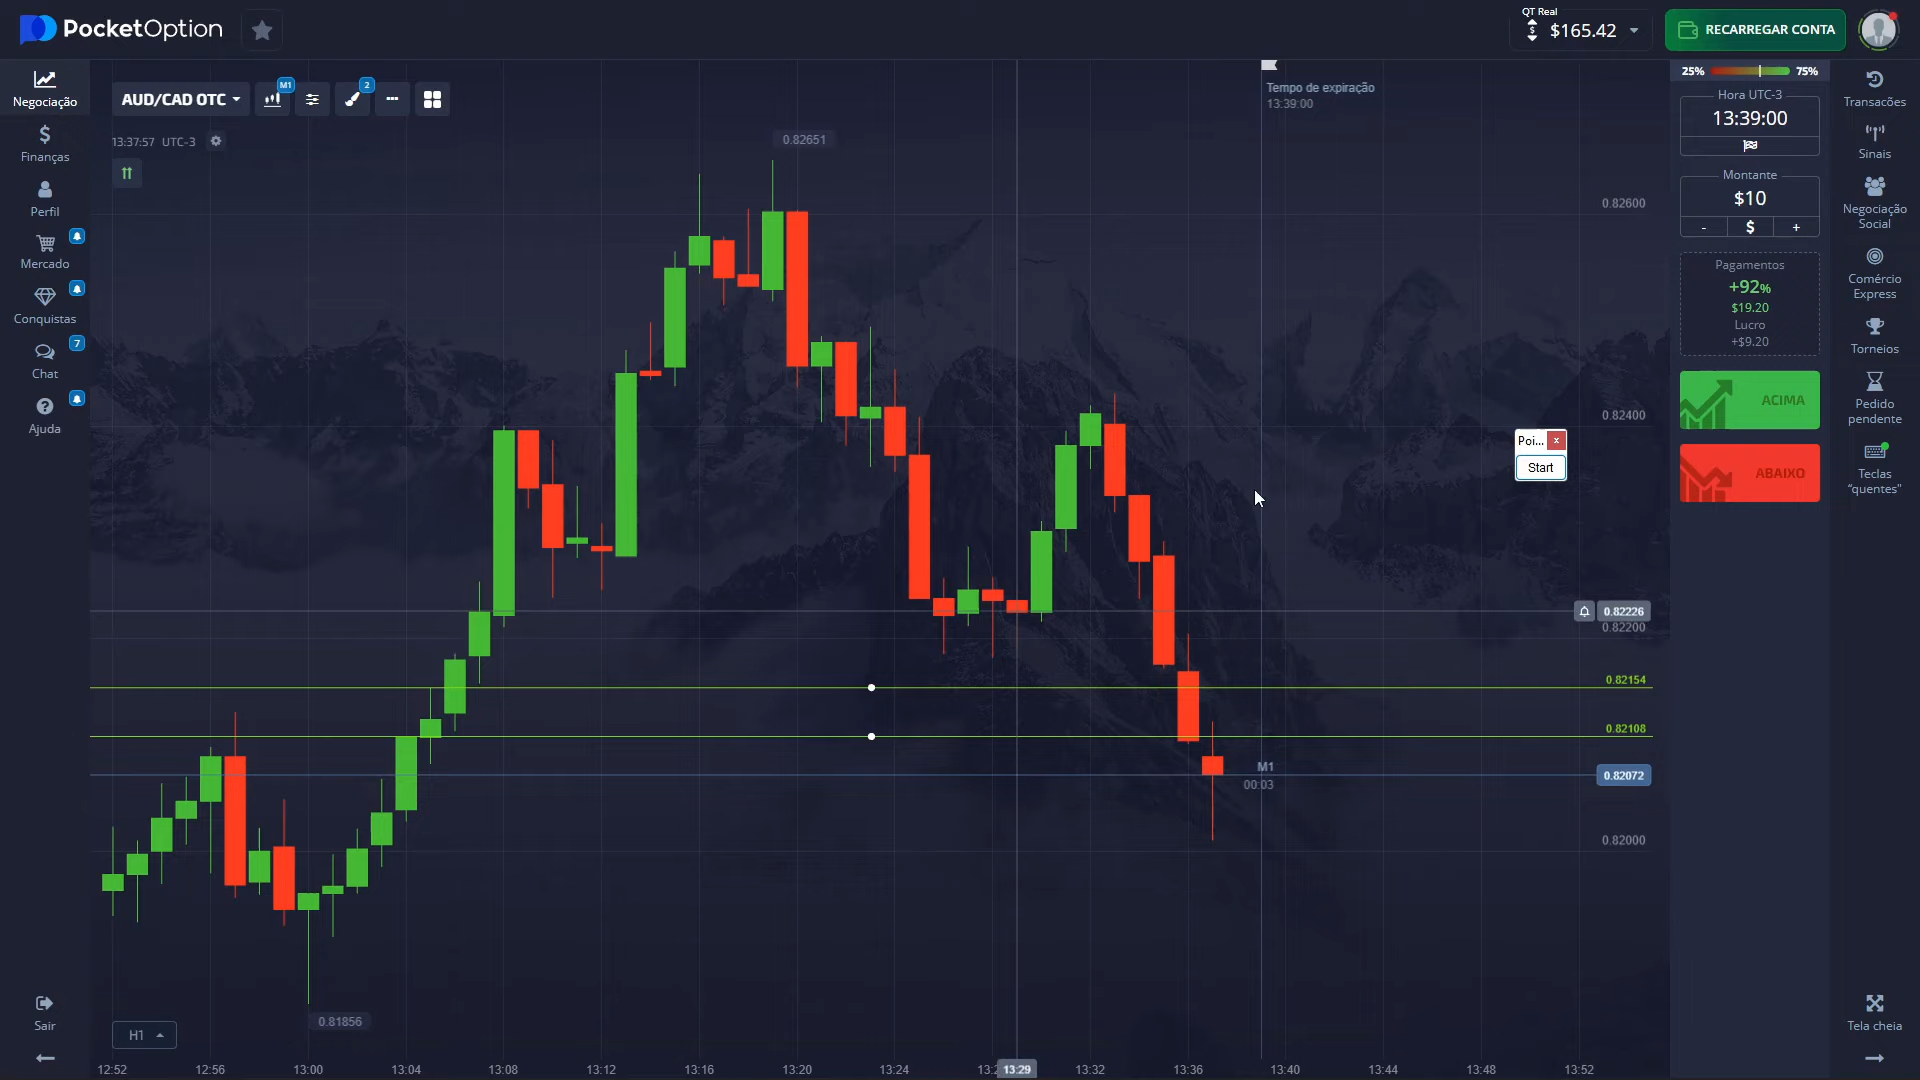 PocketOption
QT Real
$165.42
RECARREGAR CONTA
Negociação
Finanças
Perfil
Mercado
Conquistas
7
Chat
Ajuda
Sair
AUD/CAD OTC
M1
2
13:37:57 UTC-3
Tempo de expiração
13:39:00
0.82651
0.82600
0.82400
Poi...
x
Start
0.82226
0.82200
0.82154
0.82108
M1
00:03
0.82072
0.82000
0.81856
H1
12:52
12:56
13:00
13:04
13:08
13:12
13:16
13:20
13:24
13:2
13:29
13:32
13:36
13:40
13:44
13:48
13:52
25%
75%
Hora UTC-3
13:39:00
Montante
$10
-
$
+
Pagamentos
+92%
$19.20
Lucro
+$9.20
ACIMA
ABAIXO
Transacões
Sinais
Negociação
Social
Comércio
Express
Torneios
Pedido
pendente
Teclas
“quentes”
Tela cheia